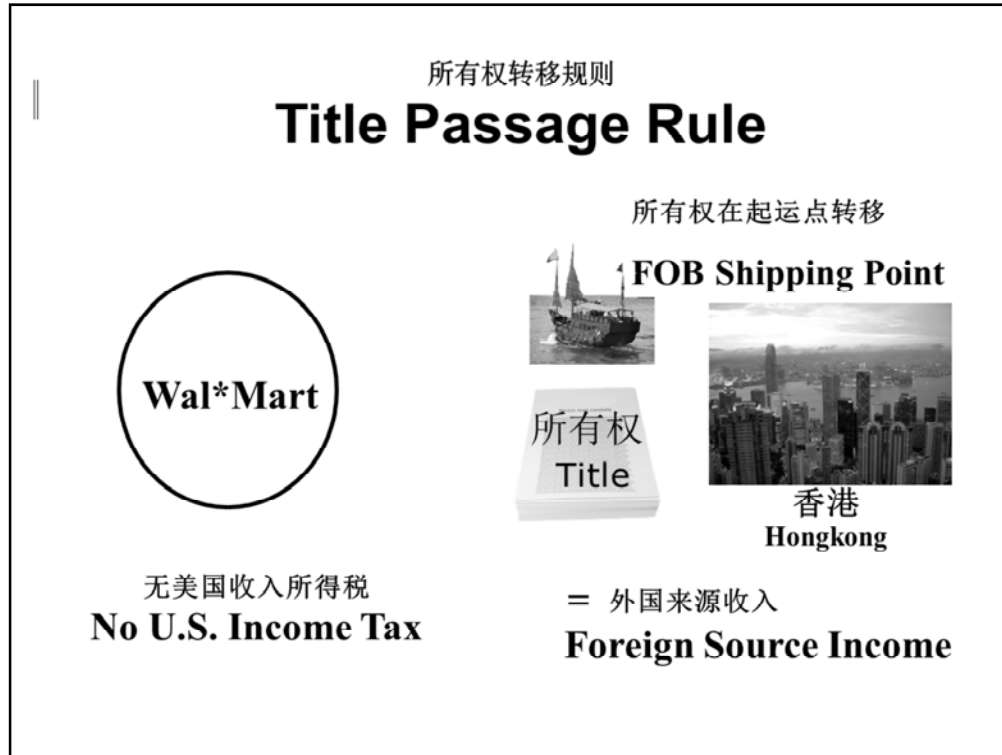 所有权转移规则
Title Passage Rule
所有权在起运点转移
FOB Shipping Point
Wal*Mart
所有权
Title
香港
Hongkong
无美国收入所得税
No U.S. Income Tax
= 外国来源收入
Foreign Source Income